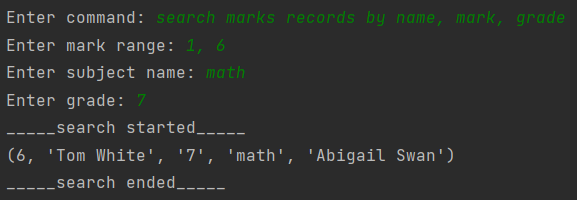 Enter command: search marks records by name, mark, grade
Enter mark range: 1, 6
Enter subject name: math
Enter grade: 7
_____search started_____
(6, 'Tom White', '7', 'math', 'Abigail Swan')
_____search ended_____